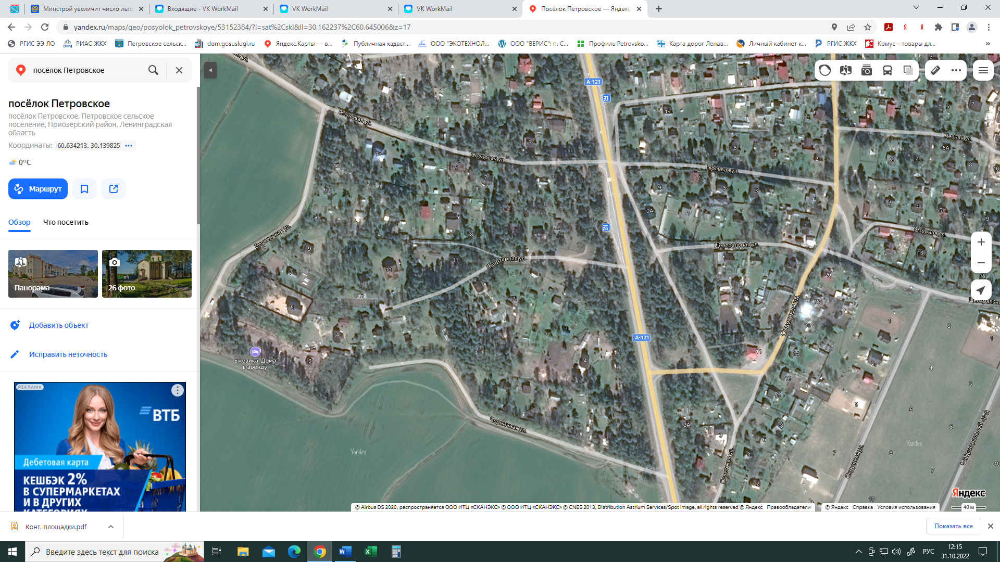 Минстрой увеличит число льго
Входящие - VK WorkMail
VK WorkMail
VK WorkMail
Посёлок Петровское — Яндекс
yandex.ru/maps/geo/posyolok_petrovskoye/53152384/?l=sat%2Cskl&ll=30.162237%2C60.645006&z=17
РГИС ЭЕ ЛО
РИАС ЖКХ
Петровское сельск...
dom.gosuslugi.ru
Яндекс.Карты — в...
Публичная кадаст...
ООО "ЭКОТЕХНОЛ...
ООО "ВЕРИС": п. С...
Профиль Petrovsko...
Карта дорог Ленав...
Личный кабинет к...
РГИС ЖКХ
Комус – товары дл...
посёлок Петровское
посёлок Петровское
посёлок Петровское, Петровское сельское
поселение, Приозерский район, Ленинградская
область
Координаты: 60.634213, 30.139825
0°C
Маршрут
Обзор
Что посетить
Панорама
26 фото
Добавить объект
Исправить неточность
РЕКЛАМА
ВТБ
Дебетовая карта
КЕШБЭК 2%
В СУПЕРМАРКЕТАХ
И В ДРУГИХ
КАТЕГОРИЯХ
А-121
Сосновая ул.
Сосновая ул.
Полевая ул.
Лесная ул.
Брусничная ул.
Санитарная ул.
Центральная ул.
Озёрная ул.
Советская ул.
А-121
Ежевика. Дома
в аренду
Черничная ул.
Советская ул.
Окружная ул.
1-й Центральный пр-д
Yandex
Yandex
Yandex
Yandex
Яндекс
© Airbus DS 2020, распространяется ООО ИТЦ «СКАНЭКС» © ООО ИТЦ «СКАНЭКС» © CNES 2013, Distribution Astrium Services/Spot Image, all rights reserved © Яндекс Правообладатели
© Яндекс Справка Условия использования
40 м
Конт. площадки.pdf
Показать все
Введите здесь текст для поиска
РУС
12:15
31.10.2022